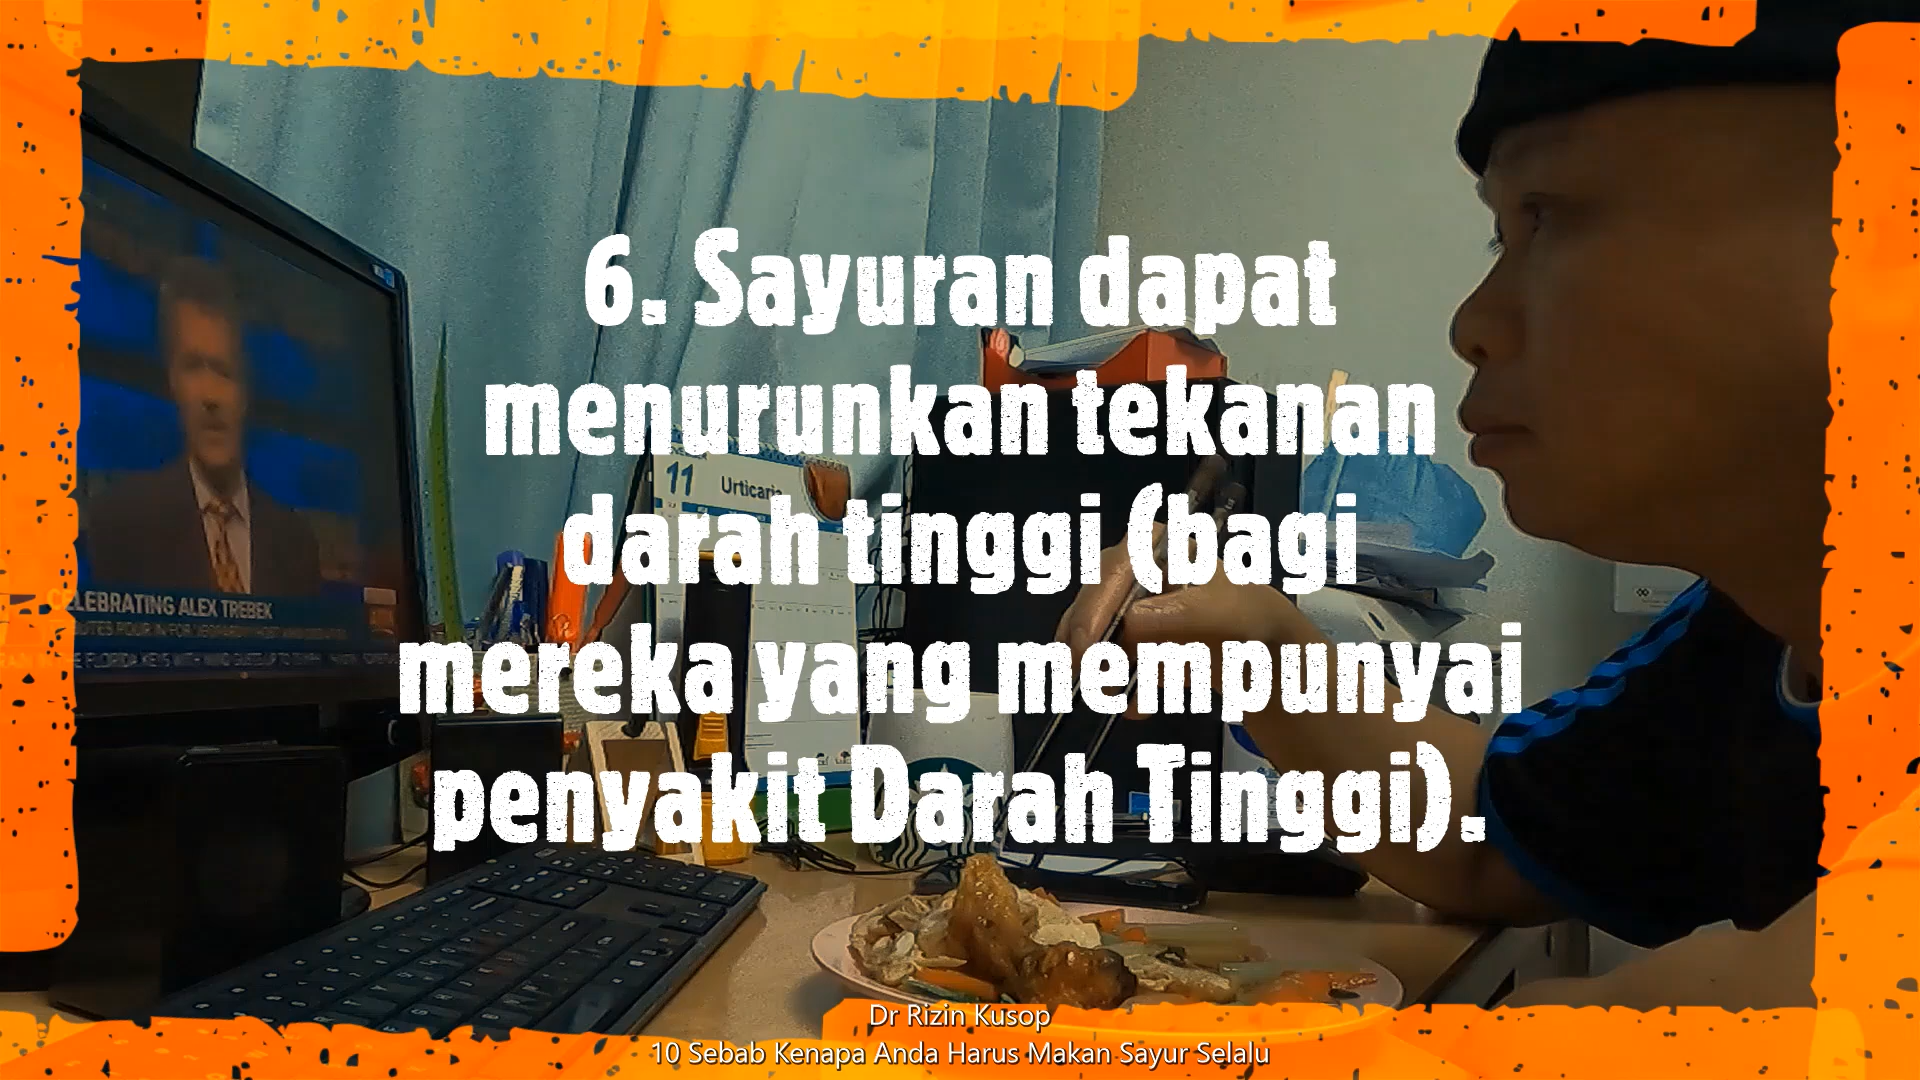 6. Sayuran dapat
menurunkan tekanan
darah tinggi (bagi
mereka yang mempunyai
penyakit Darah Tinggi).
11
Urticaria
CELEBRATING ALEX TREBEK
Dr Rizin Kusop
10 Sebab Kenapa Anda Harus Makan Sayur Selalu